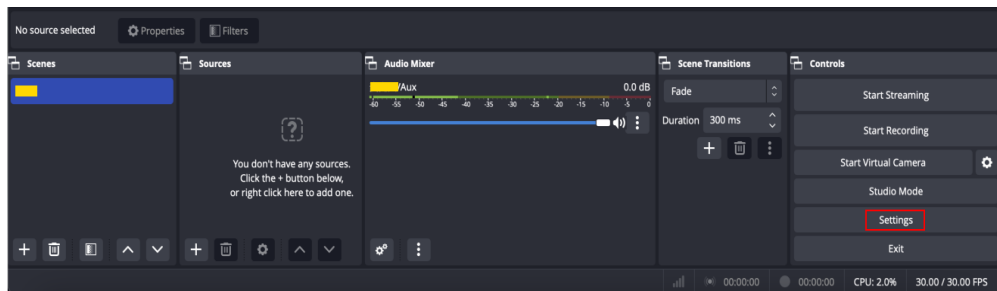 No source selected
Properties
Filters
Scenes
Sources
You don't have any sources.
Click the + button below,
or right click here to add one.
Audio Mixer
/Aux
0.0 dB
-60 -55 -50 -45 -40 -35 -30 -25 -20 -15 -10 -5 0
Scene Transitions
Fade
Duration 300 ms
Controls
Start Streaming
Start Recording
Start Virtual Camera
Studio Mode
Settings
Exit
00:00:00
00:00:00
CPU: 2.0%
30.00 / 30.00 FPS